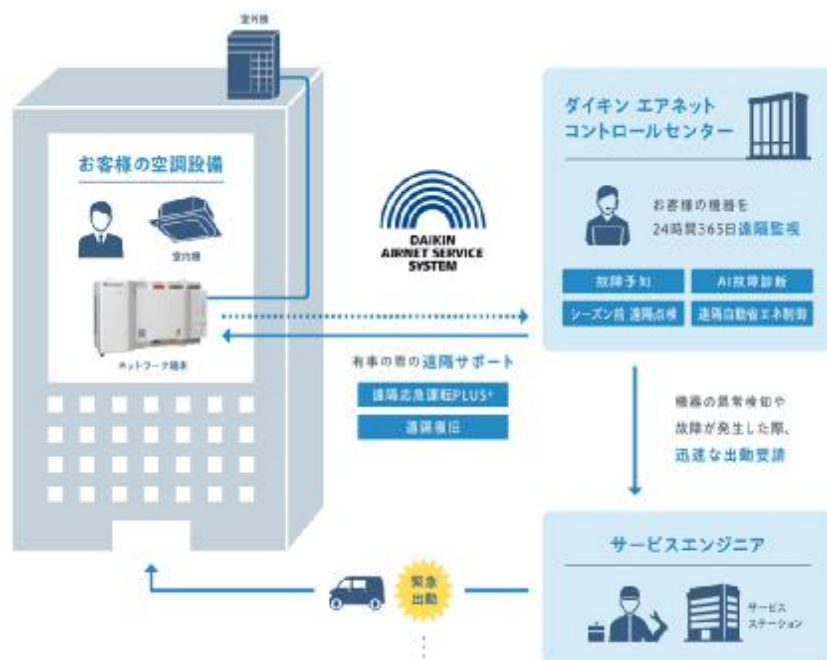 室外機
お客様の空調設備
室内機
ネットワーク端末
DAIKIN
AIRNET SERVICE
SYSTEM
有事の際の遠隔サポート
遠隔応急運転PLUS*
遠隔復旧
ダイキン エアネット
コントロールセンター
お客様の機器を
24時間365日遠隔監視
故障予知
AI故障診断
シーズン前 遠隔点検
遠隔自動省エネ制御
機器の異常検知や
故障が発生した際、
迅速な出動要請
サービスエンジニア
サービス
ステーション
緊急
出動